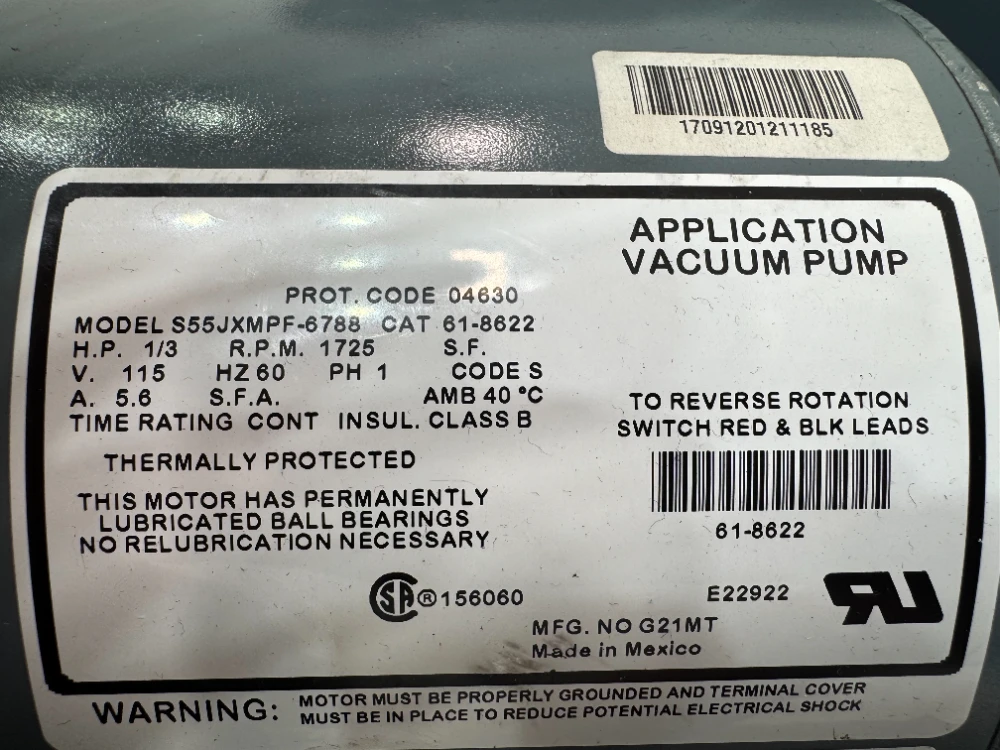 17091201211185
APPLICATION
VACUUM PUMP
PROT. CODE 04630
MODEL S55JXMPF-6788 CAT 61-8622
H.P. 1/3 R.P.M. 1725 S.F.
V. 115 HZ 60 PH 1 CODE S
A. 5.6 S.F.A. AMB 40 °C
TIME RATING CONT INSUL. CLASS B
THERMALLY PROTECTED
THIS MOTOR HAS PERMANENTLY
LUBRICATED BALL BEARINGS
NO RELUBRICATION NECESSARY
TO REVERSE ROTATION
SWITCH RED & BLK LEADS
61-8622
SA ® 156060
E22922 RU
MFG. NO G21MT
Made in Mexico
WARNING: MOTOR MUST BE PROPERLY GROUNDED AND TERMINAL COVER
MUST BE IN PLACE TO REDUCE POTENTIAL ELECTRICAL SHOCK